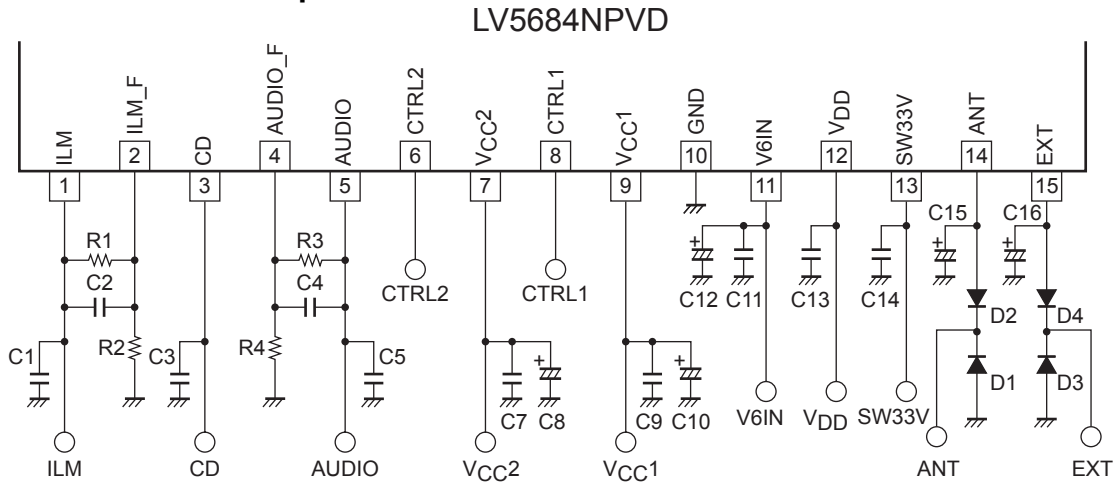 LV5684NPVD
ILM
ILM_F
CD
AUDIO_F
AUDIO
CTRL2
VCC2
CTRL1
VCC1
GND
V6IN
VDD
SW33V
ANT
EXT
1
2
3
4
5
6
7
8
9
10
11
12
13
14
15
R1
C2
R2
C1
C3
R3
C4
R4
C5
CTRL2
CTRL1
+
C7
C8
+
C9
C10
+
C12
C11
C13
C14
C15
+
C16
+
D2
D1
D4
D3
V6IN
VDD
SW33V
ILM
CD
AUDIO
VCC2
VCC1
ANT
EXT